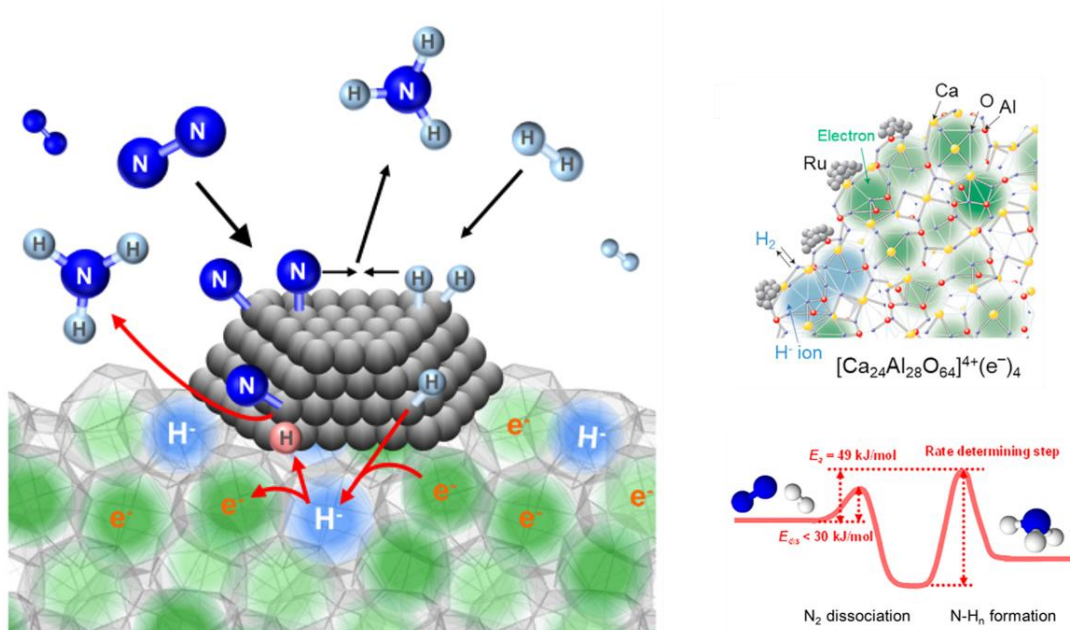 N
N
H
N
H
H
H
H
H
N
H
H
N
N
H
H
N
H
H
H-
e-
H-
e-
e-
e-
H-
e-
e-
e-
Ca
O
Al
Electron
Ru
H₂
H- ion
[Ca₂₄Al₂₈O₆₄]⁴⁺(e⁻)₄
Eₐ = 49 kJ/mol
Rate determining step
E_dis < 30 kJ/mol
N₂ dissociation
N-Hₙ formation